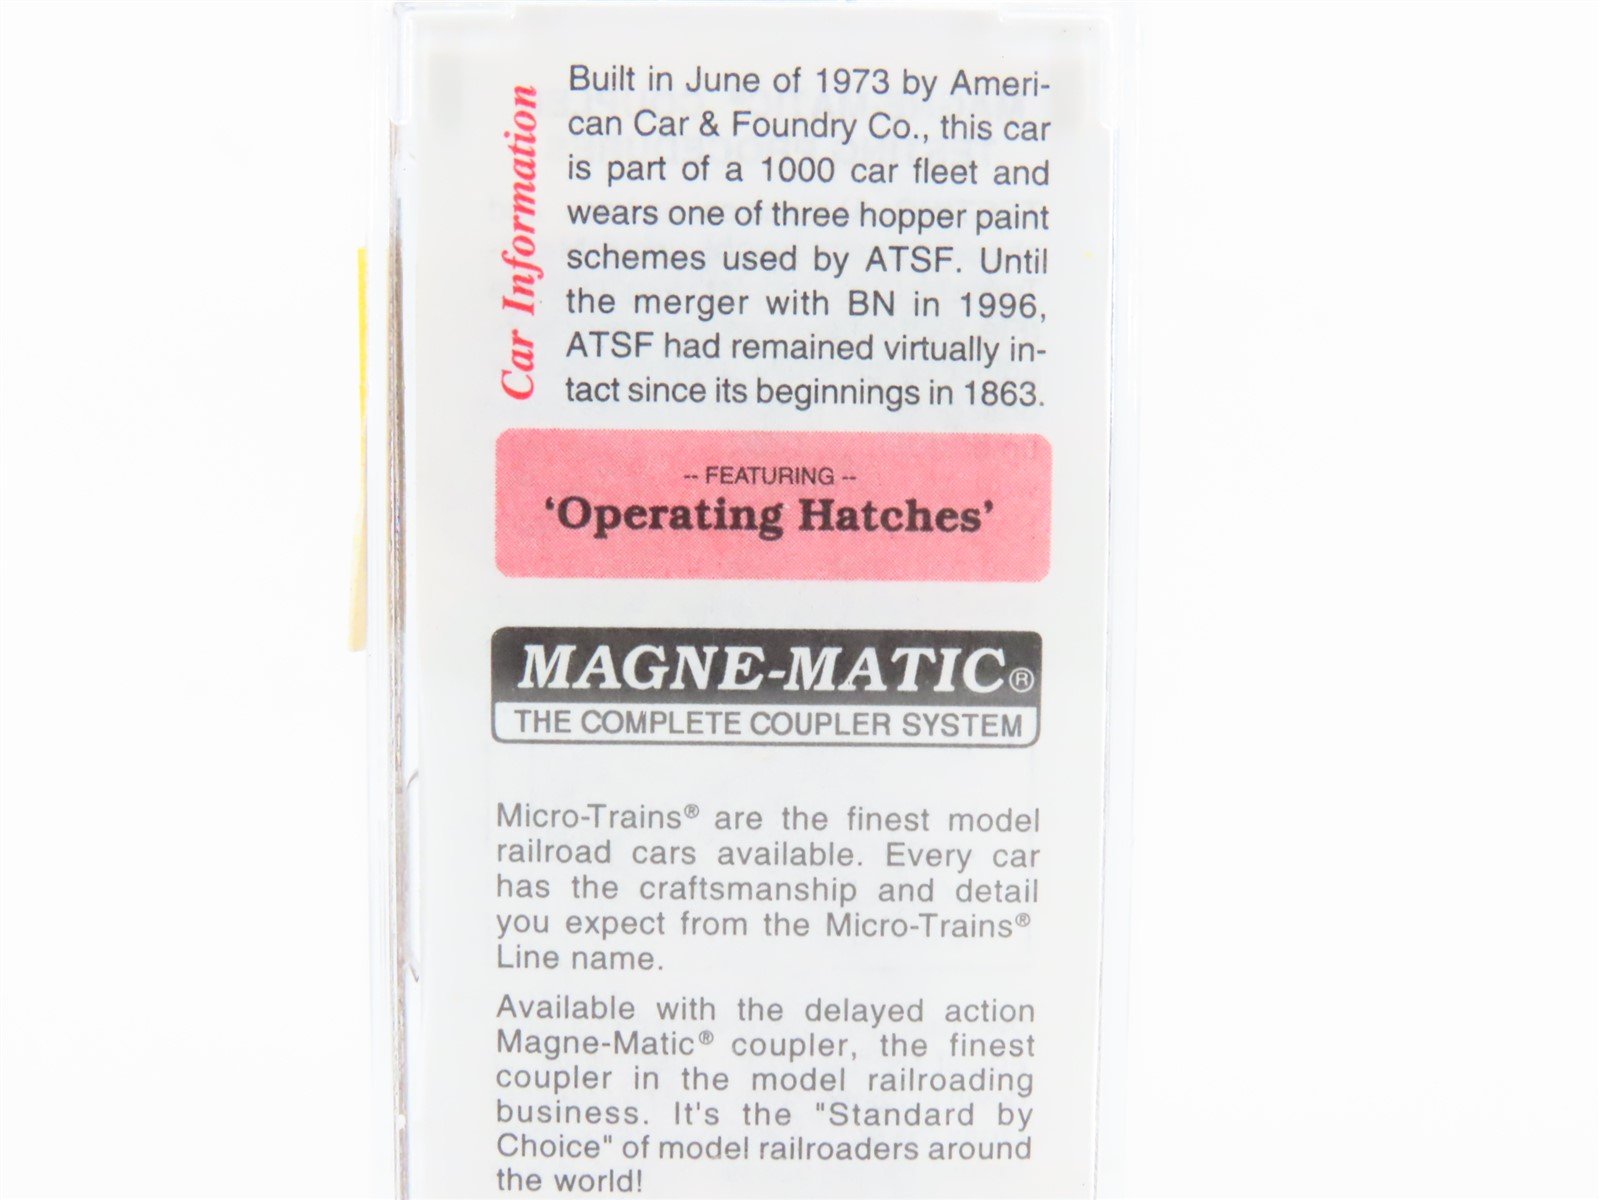 Car Information
Built in June of 1973 by Ameri-
can Car & Foundry Co., this car
is part of a 1000 car fleet and
wears one of three hopper paint
schemes used by ATSF. Until
the merger with BN in 1996,
ATSF had remained virtually in-
tact since its beginnings in 1863.
-- FEATURING --
‘Operating Hatches’
MAGNE-MATIC®
THE COMPLETE COUPLER SYSTEM
Micro-Trains® are the finest model
railroad cars available. Every car
has the craftsmanship and detail
you expect from the Micro-Trains®
Line name.
Available with the delayed action
Magne-Matic® coupler, the finest
coupler in the model railroading
business. It's the "Standard by
Choice" of model railroaders around
the world!